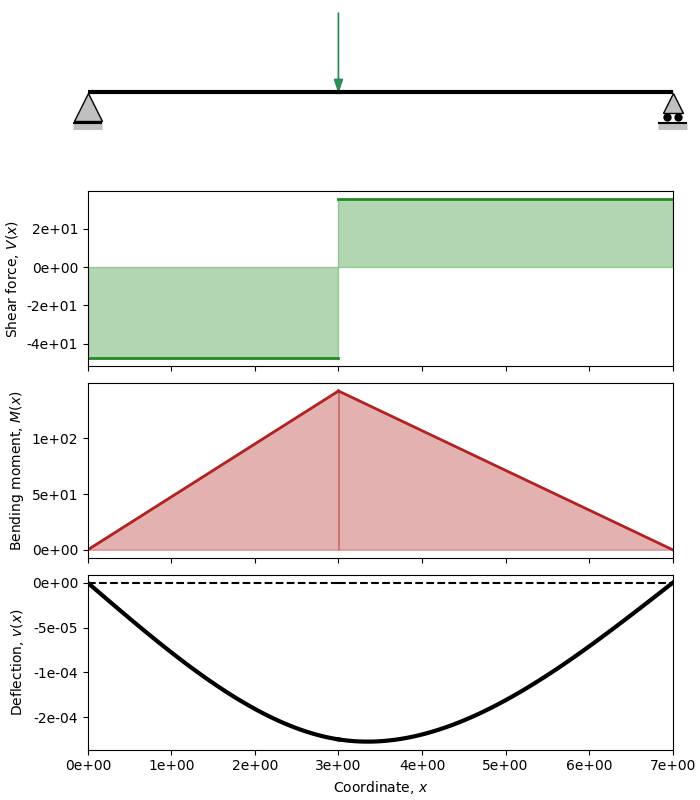 2e+01
0e+00
-2e+01
-4e+01
Shear force, V(x)
1e+02
5e+01
0e+00
Bending moment, M(x)
0e+00
-5e-05
-1e-04
-2e-04
Deflection, v(x)
0e+00 1e+00 2e+00 3e+00 4e+00 5e+00 6e+00 7e+00
Coordinate, x